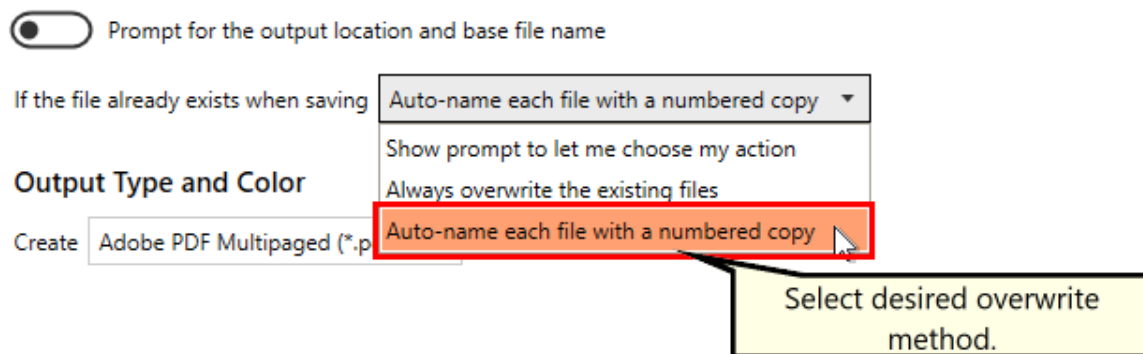 Prompt for the output location and base file name
If the file already exists when saving Auto-name each file with a numbered copy
Show prompt to let me choose my action
Output Type and Color
Always overwrite the existing files
Auto-name each file with a numbered copy
Create Adobe PDF Multipaged (*.p
Select desired overwrite
method.